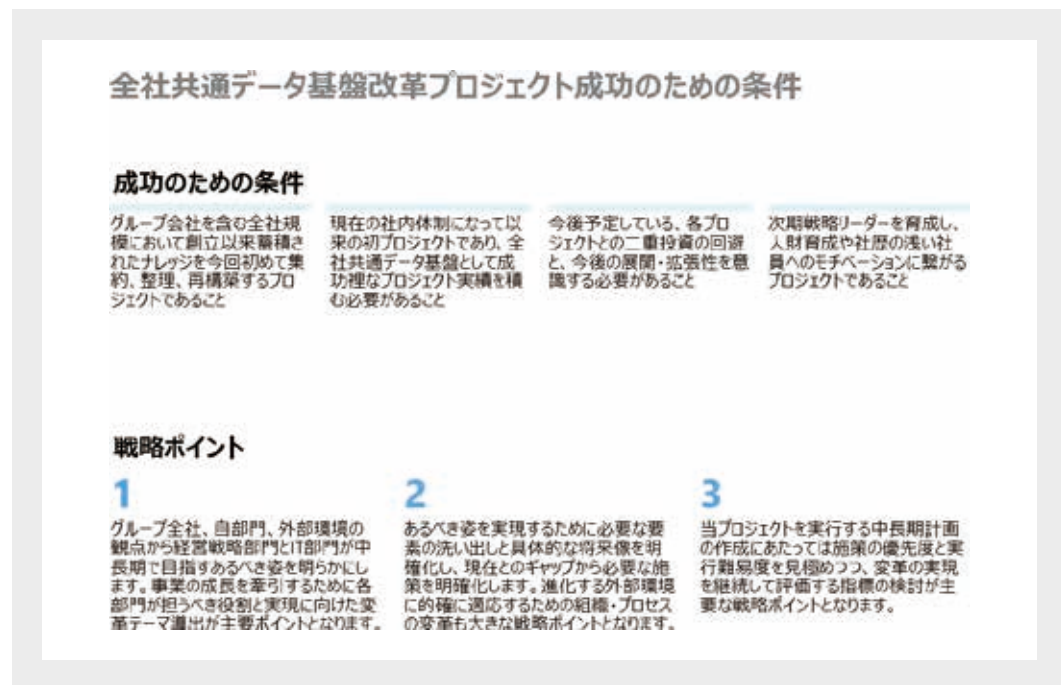 全社共通データ基盤改革プロジェクト成功のための条件
成功のための条件
グループ会社を含む全社規
模において創立以来蓄積さ
れたナレッジを今回初めて集
約、整理、再構築するプロ
ジェクトであること
現在の社内体制になって以
来の初プロジェクトであり、全
社共通データ基盤として成
功裡なプロジェクト実績を積
む必要があること
今後予定している、各プロ
ジェクトとの二重投資の回避
と、今後の展開・拡張性を意
識する必要があること
次期戦略リーダーを育成し、
人財育成や社歴の浅い社
員へのモチベーションに繋がる
プロジェクトであること
戦略ポイント
1
グループ全社、自部門、外部環境の
観点から経営戦略部門とIT部門が中
長期で目指すあるべき姿を明らかにし
ます。事業の成長を牽引するために各
部門が担うべき役割と実現に向けた変
革テーマ導出が主要ポイントとなります。
2
あるべき姿を実現するために必要な要
素の洗い出しと具体的な将来像を明
確化し、現在とのギャップから必要な施
策を明確化します。進化する外部環境
に的確に適応するための組織・プロセス
の変革も大きな戦略ポイントとなります。
3
当プロジェクトを実行する中長期計画
の作成にあたっては施策の優先度と実
行難易度を見極めつつ、変革の実現
を継続して評価する指標の検討が主
要な戦略ポイントとなります。